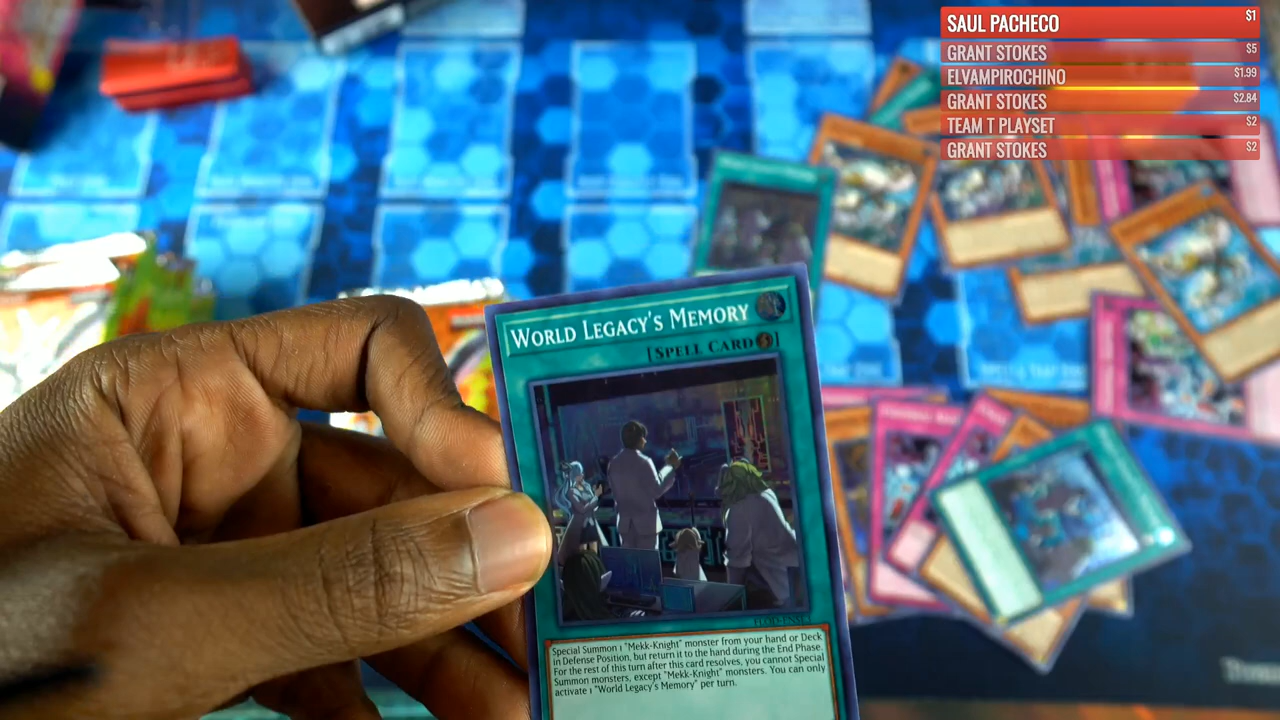 SAUL PACHECO $1
GRANT STOKES $5
ELVAMPIROCHINO $1.99
GRANT STOKES $2.84
TEAM T PLAYSET $2
GRANT STOKES $2
WORLD LEGACY'S MEMORY
[SPELL CARD]
Special Summon 1 "Mekk-Knight" monster from your hand or Deck
in Defense Position, but return it to the hand during the End Phase.
For the rest of this turn after this card resolves, you cannot Special
Summon monsters, except "Mekk-Knight" monsters. You can only
activate 1 "World Legacy's Memory" per turn.